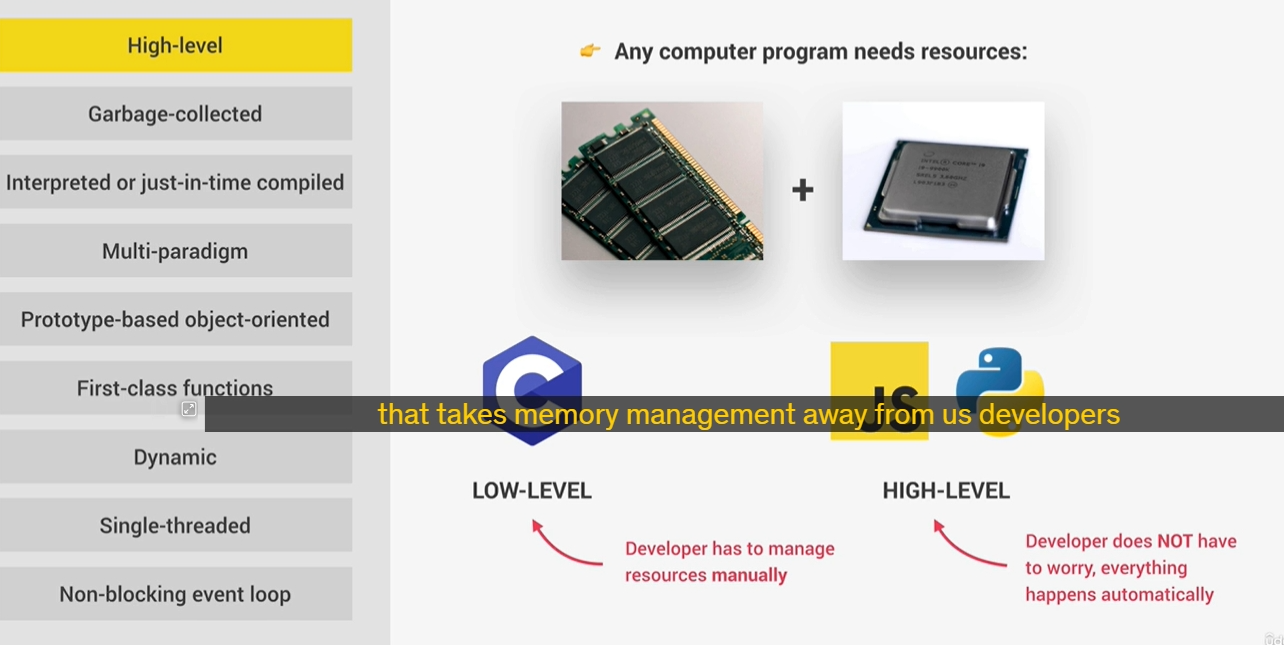 High-level
Garbage-collected
Interpreted or just-in-time compiled
Multi-paradigm
Prototype-based object-oriented
First-class functions
Dynamic
Single-threaded
Non-blocking event loop
👉 Any computer program needs resources:
+
JS
that takes memory management away from us developers
LOW-LEVEL
HIGH-LEVEL
Developer has to manage
resources manually
Developer does NOT have
to worry, everything
happens automatically